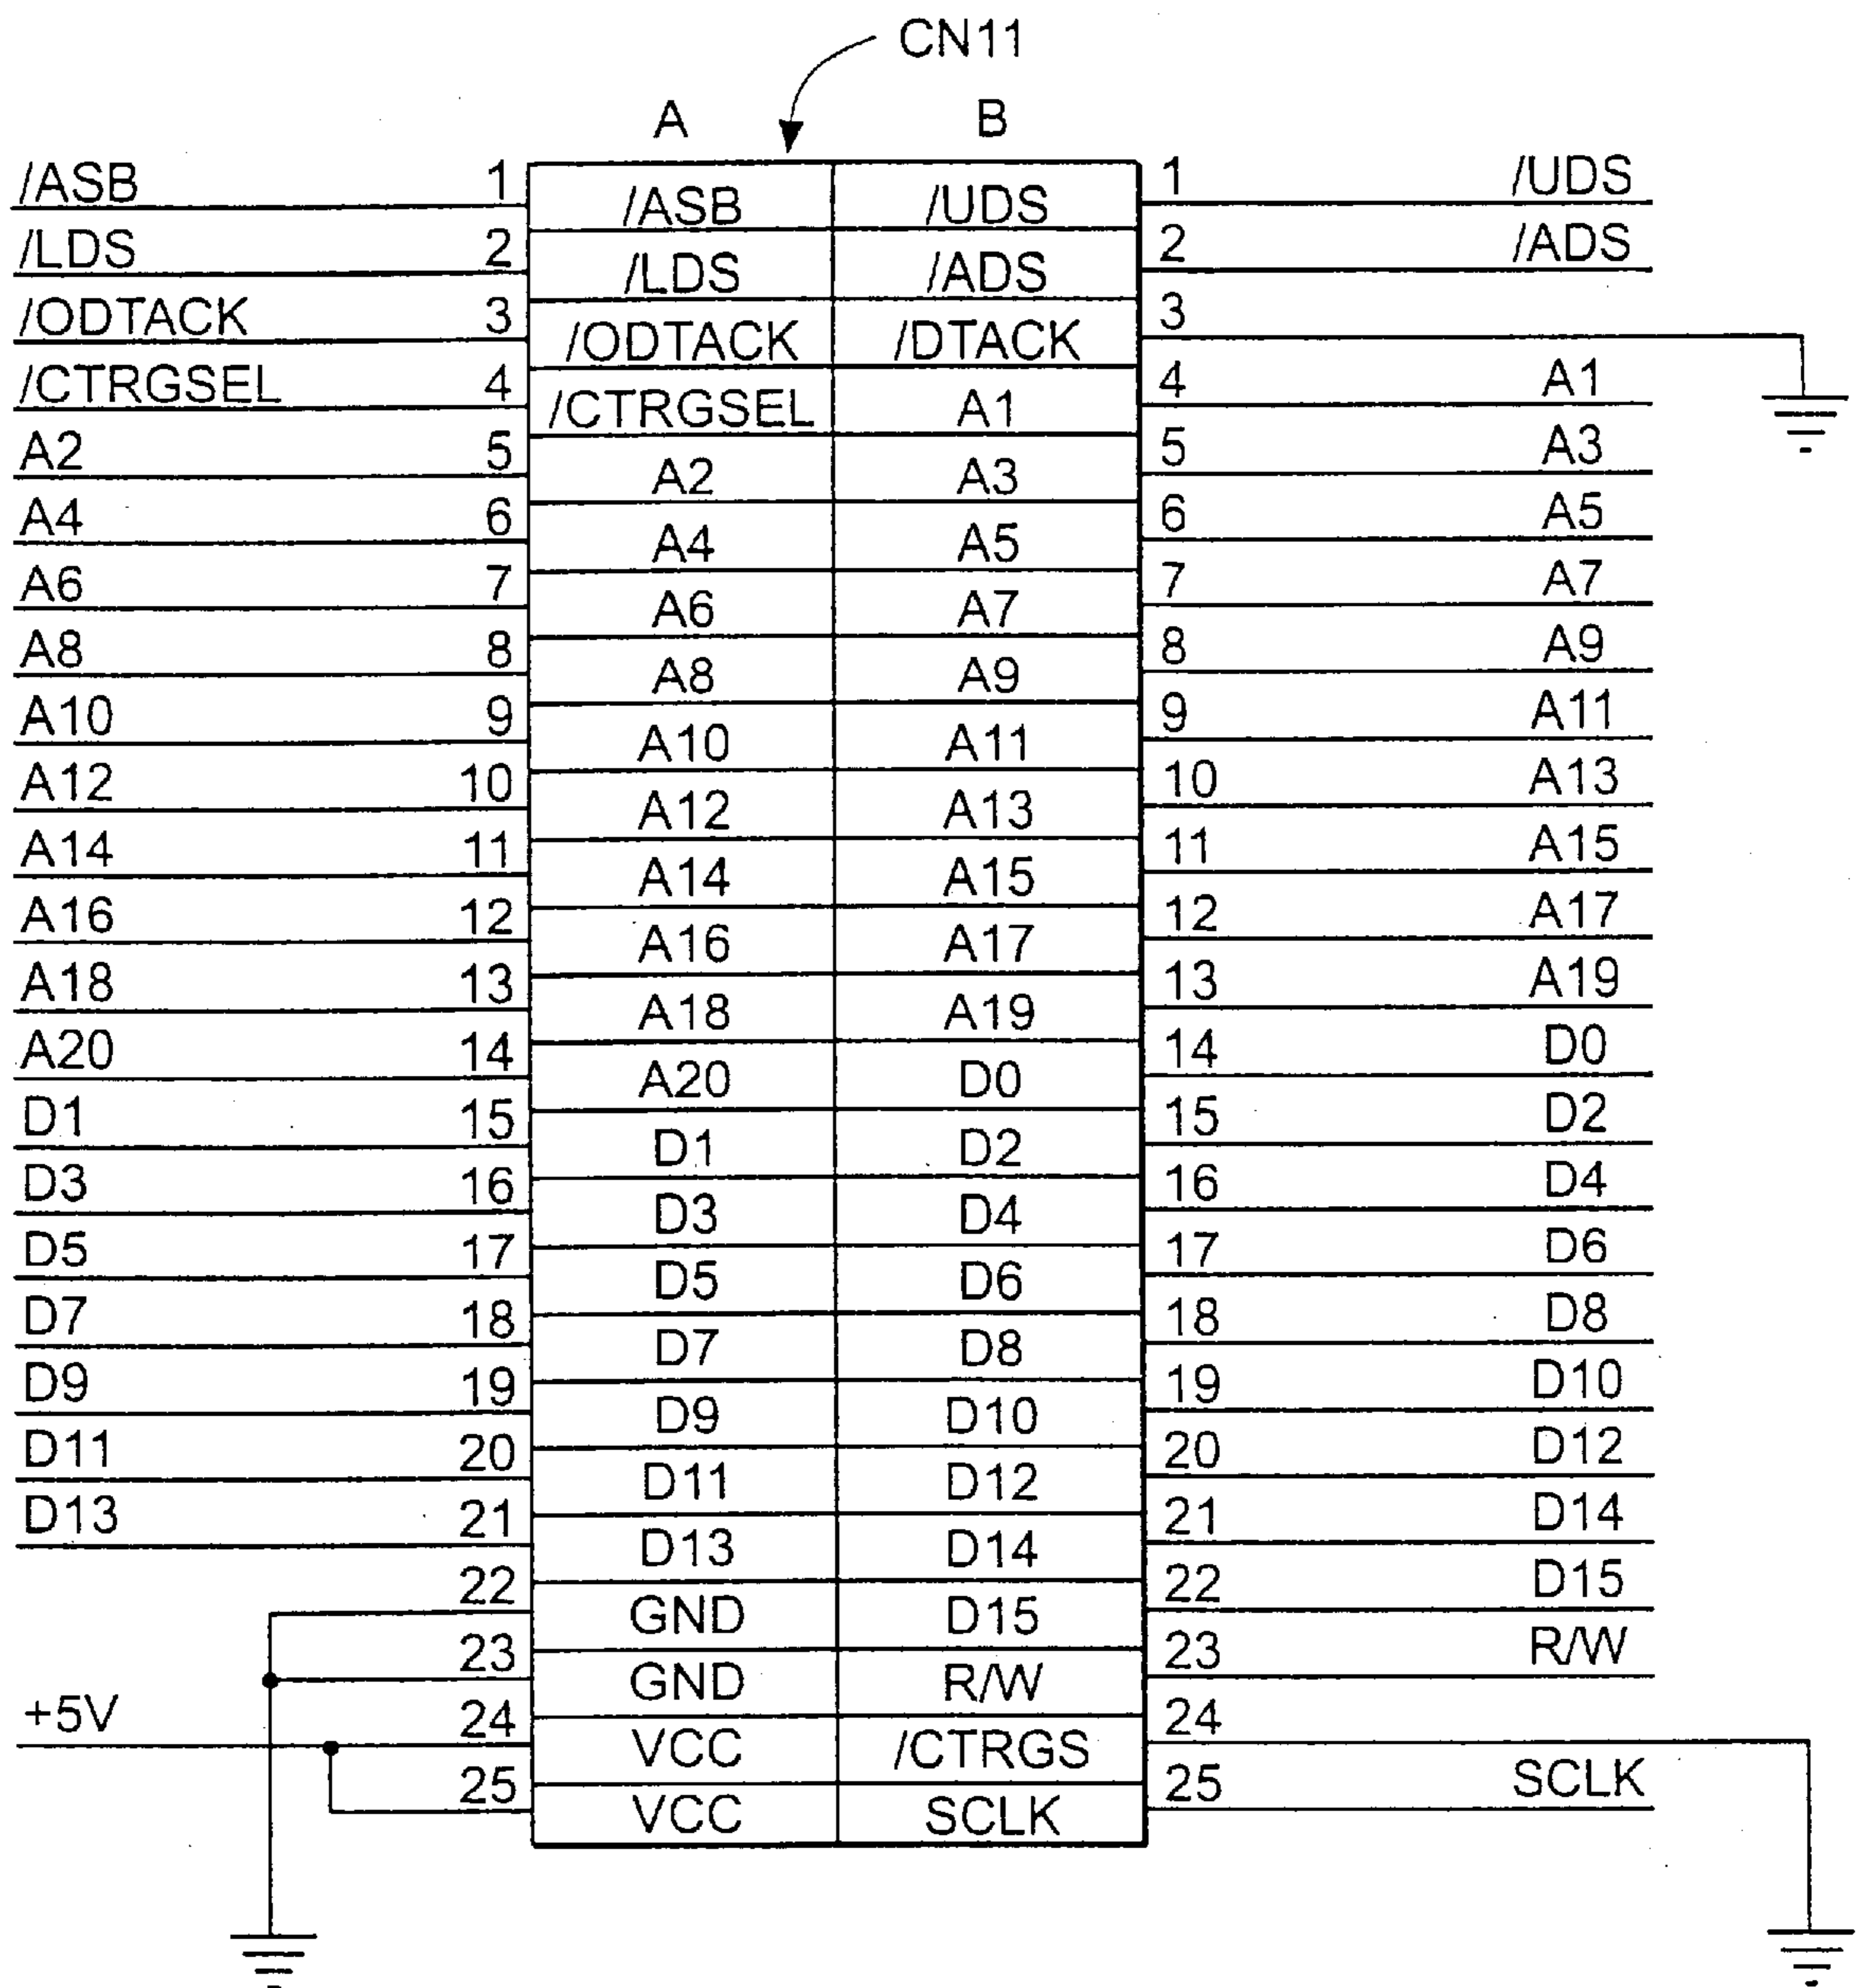 CN11
A B
/ASB 1 /ASB /UDS 1 /UDS
/LDS 2 /LDS /ADS 2 /ADS
/ODTACK 3 /ODTACK /DTACK 3
/CTRGSEL 4 /CTRGSEL A1 4 A1
A2 5 A2 A3 5 A3
A4 6 A4 A5 6 A5
A6 7 A6 A7 7 A7
A8 8 A8 A9 8 A9
A10 9 A10 A11 9 A11
A12 10 A12 A13 10 A13
A14 11 A14 A15 11 A15
A16 12 A16 A17 12 A17
A18 13 A18 A19 13 A19
A20 14 A20 D0 14 D0
D1 15 D1 D2 15 D2
D3 16 D3 D4 16 D4
D5 17 D5 D6 17 D6
D7 18 D7 D8 18 D8
D9 19 D9 D10 19 D10
D11 20 D11 D12 20 D12
D13 21 D13 D14 21 D14
22 GND D15 22 D15
23 GND R/W 23 R/W
+5V 24 VCC /CTRGS 24
25 VCC SCLK 25 SCLK